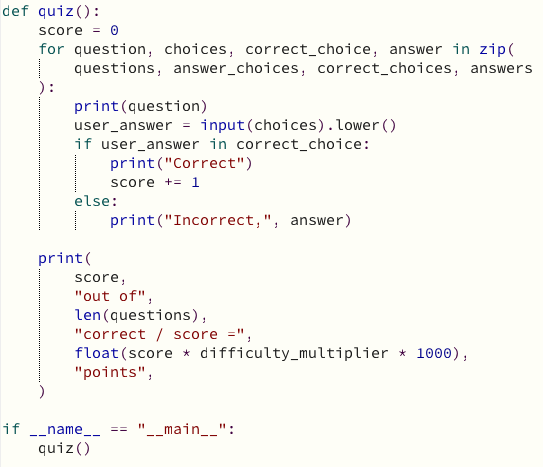 def quiz():
    score = 0
    for question, choices, correct_choice, answer in zip(
        questions, answer_choices, correct_choices, answers
    ):
        print(question)
        user_answer = input(choices).lower()
        if user_answer in correct_choice:
            print("Correct")
            score += 1
        else:
            print("Incorrect,", answer)

    print(
        score,
        "out of",
        len(questions),
        "correct / score =",
        float(score * difficulty_multiplier * 1000),
        "points",
    )

if __name__ == "__main__":
    quiz()